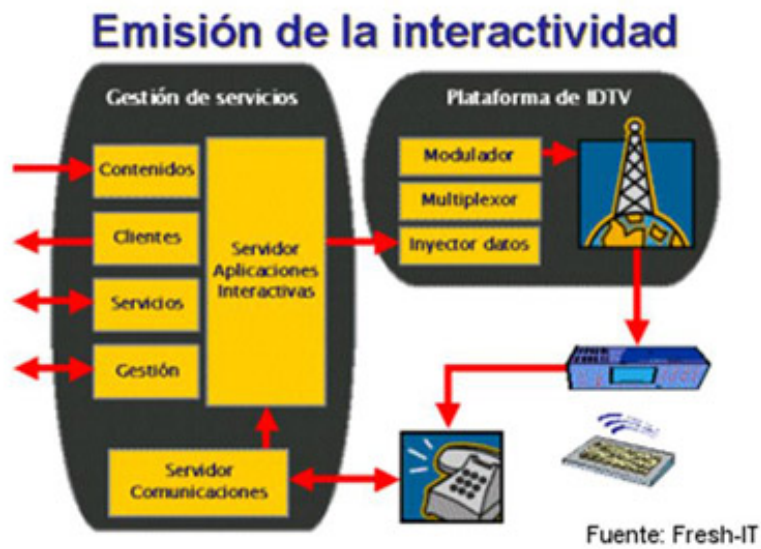 Emisión de la interactividad
Gestión de servicios
Contenidos
Clientes
Servicios
Gestión
Servidor
Aplicaciones
Interactivas
Servidor
Comunicaciones
Plataforma de IDTV
Modulador
Multiplexor
Inyector datos
Fuente: Fresh-IT